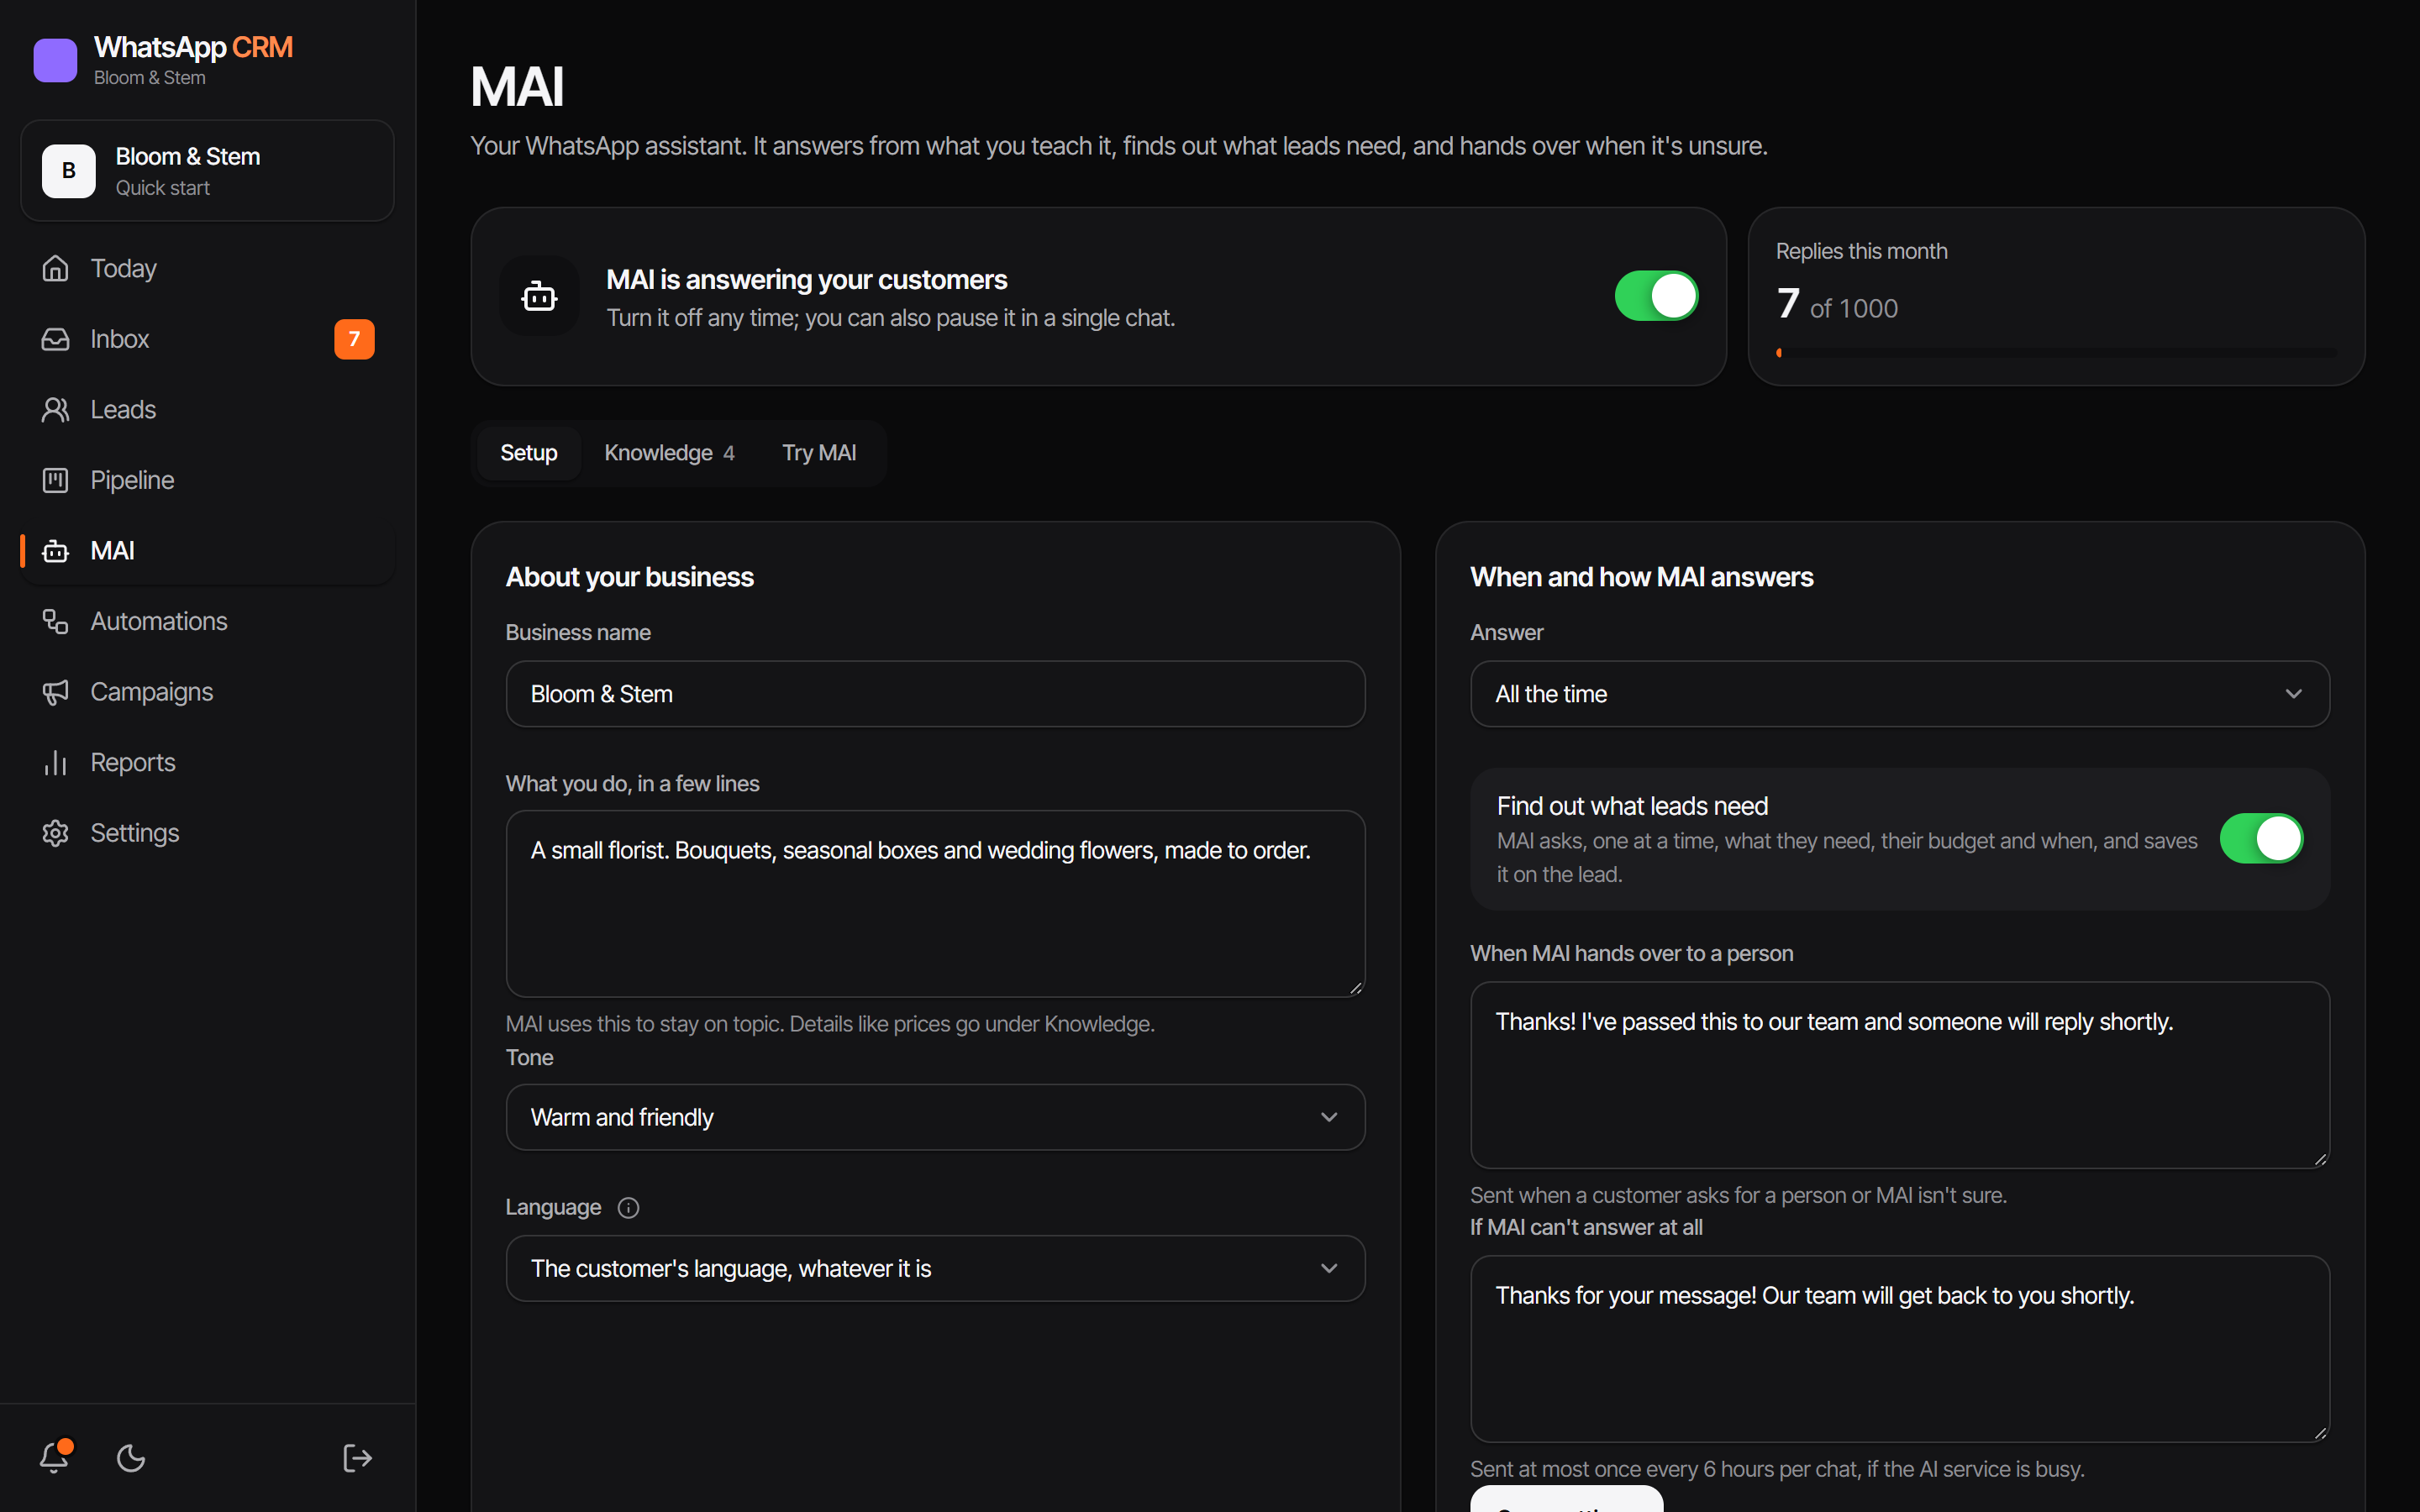 WhatsApp CRM
Bloom & Stem
B
Bloom & Stem
Quick start
Today
Inbox
7
Leads
Pipeline
MAI
Automations
Campaigns
Reports
Settings
MAI
Your WhatsApp assistant. It answers from what you teach it, finds out what leads need, and hands over when it's unsure.
MAI is answering your customers
Turn it off any time; you can also pause it in a single chat.
Replies this month
7 of 1000
Setup
Knowledge 4
Try MAI
About your business
Business name
Bloom & Stem
What you do, in a few lines
A small florist. Bouquets, seasonal boxes and wedding flowers, made to order.
MAI uses this to stay on topic. Details like prices go under Knowledge.
Tone
Warm and friendly
Language
The customer's language, whatever it is
When and how MAI answers
Answer
All the time
Find out what leads need
MAI asks, one at a time, what they need, their budget and when, and saves
it on the lead.
When MAI hands over to a person
Thanks! I've passed this to our team and someone will reply shortly.
Sent when a customer asks for a person or MAI isn't sure.
If MAI can't answer at all
Thanks for your message! Our team will get back to you shortly.
Sent at most once every 6 hours per chat, if the AI service is busy.